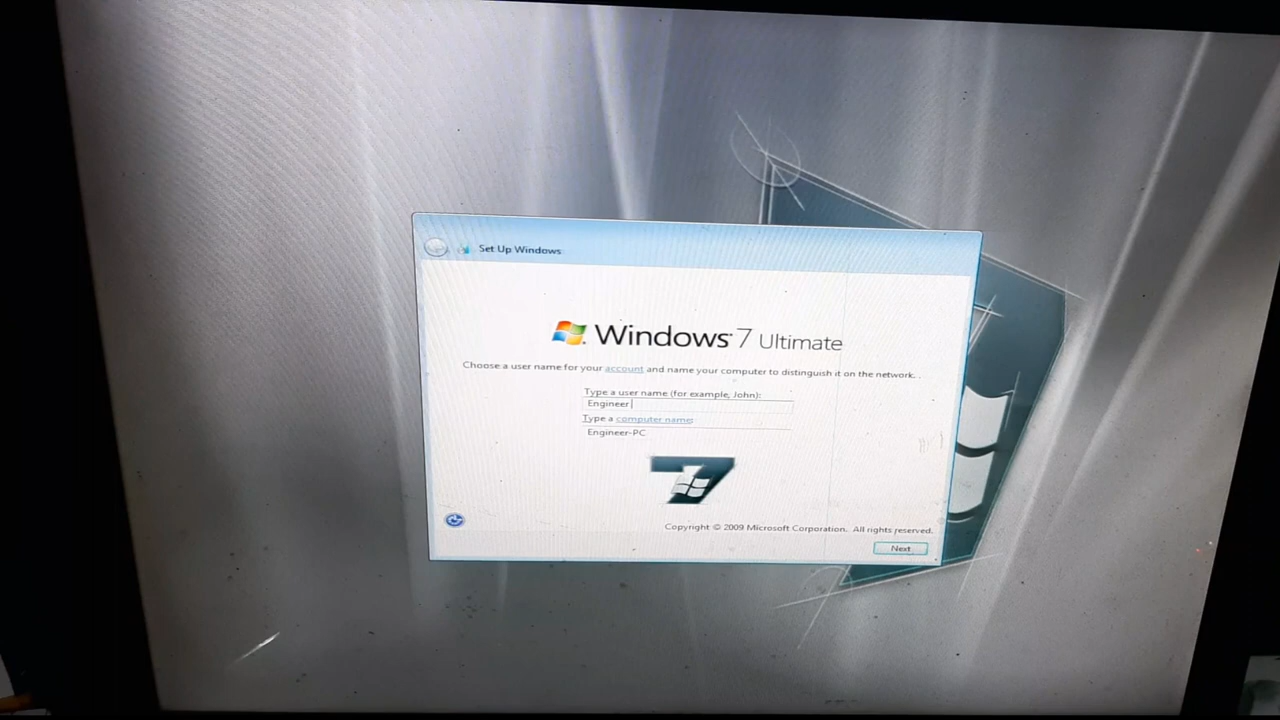 Set Up Windows
Windows 7 Ultimate
Choose a user name for your account and name your computer to distinguish it on the network.
Type a user name (for example, John):
Engineer
Type a computer name:
Engineer-PC
7
Copyright © 2009 Microsoft Corporation. All rights reserved.
Next